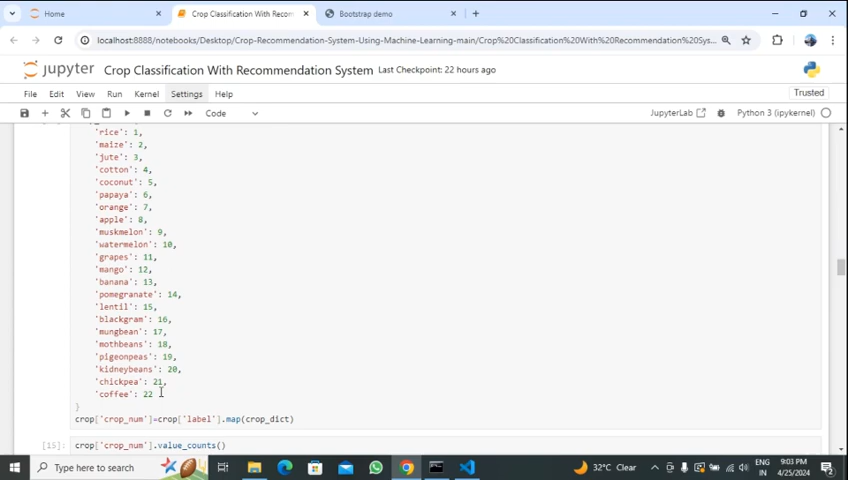 Home
Crop Classification With Recom
Bootstrap demo
localhost:8888/notebooks/Desktop/Crop-Recommendation-System-Using-Machine-Learning-main/Crop%20Classification%20With%20Recommendation%20Sys...
jupyter Crop Classification With Recommendation System Last Checkpoint: 22 hours ago
File Edit View Run Kernel Settings Help Trusted
Code JupyterLab Python 3 (ipykernel)
'rice': 1,
'maize': 2,
'jute': 3,
'cotton': 4,
'coconut': 5,
'papaya': 6,
'orange': 7,
'apple': 8,
'muskmelon': 9,
'watermelon': 10,
'grapes': 11,
'mango': 12,
'banana': 13,
'pomegranate': 14,
'lentil': 15,
'blackgram': 16,
'mungbean': 17,
'mothbeans': 18,
'pigeonpeas': 19,
'kidneybeans': 20,
'chickpea': 21,
'coffee': 22
}
crop['crop_num']=crop['label'].map(crop_dict)
[15]: crop['crop_num'].value_counts()
Type here to search
32°C Clear
ENG
IN
9:03 PM
4/25/2024